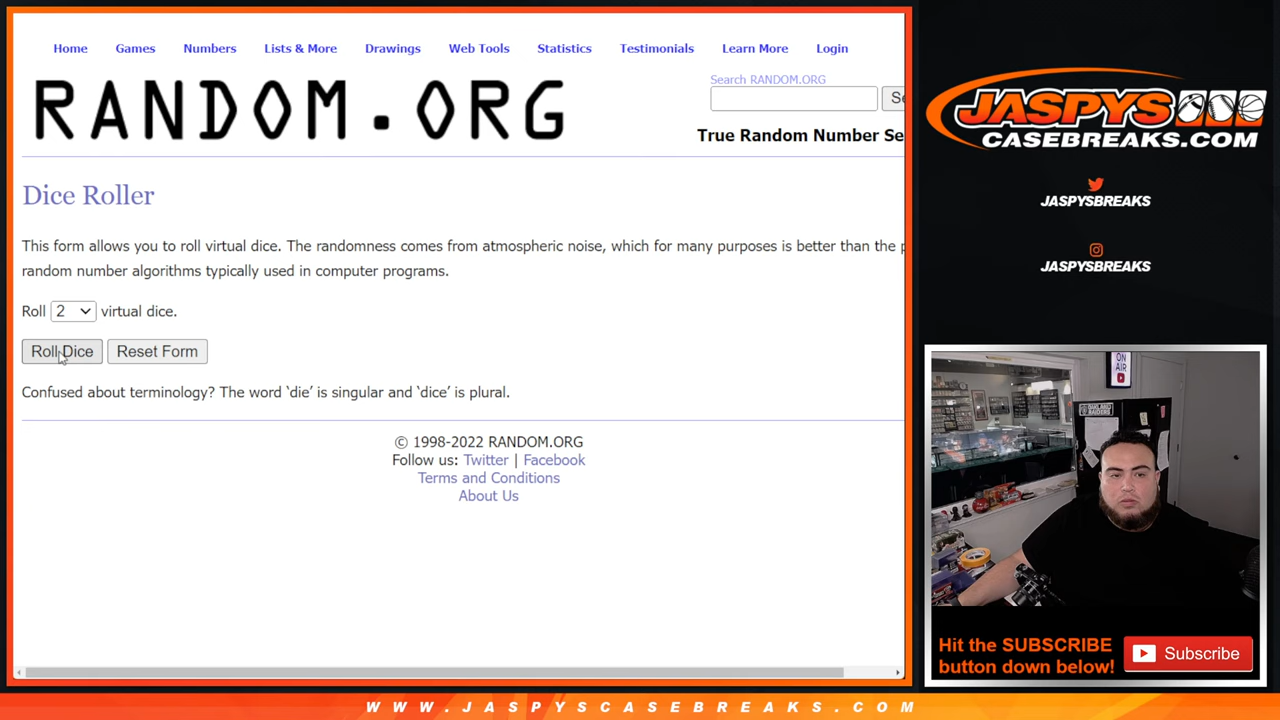 Home Games Numbers Lists & More Drawings Web Tools Statistics Testimonials Learn More Login
RANDOM.ORG
Search RANDOM.ORG
Se
True Random Number Se
Dice Roller
This form allows you to roll virtual dice. The randomness comes from atmospheric noise, which for many purposes is better than the p
random number algorithms typically used in computer programs.
Roll 2 virtual dice.
Roll Dice Reset Form
Confused about terminology? The word ‘die’ is singular and ‘dice’ is plural.
© 1998-2022 RANDOM.ORG
Follow us: Twitter | Facebook
Terms and Conditions
About Us
JASPYS
CASEBREAKS.COM
JASPYSBREAKS
JASPYSBREAKS
ON
AIR
OAKLAND
RAIDERS
Hit the SUBSCRIBE
button down below!
Subscribe
WWW.JASPYSCASEBREAKS.COM